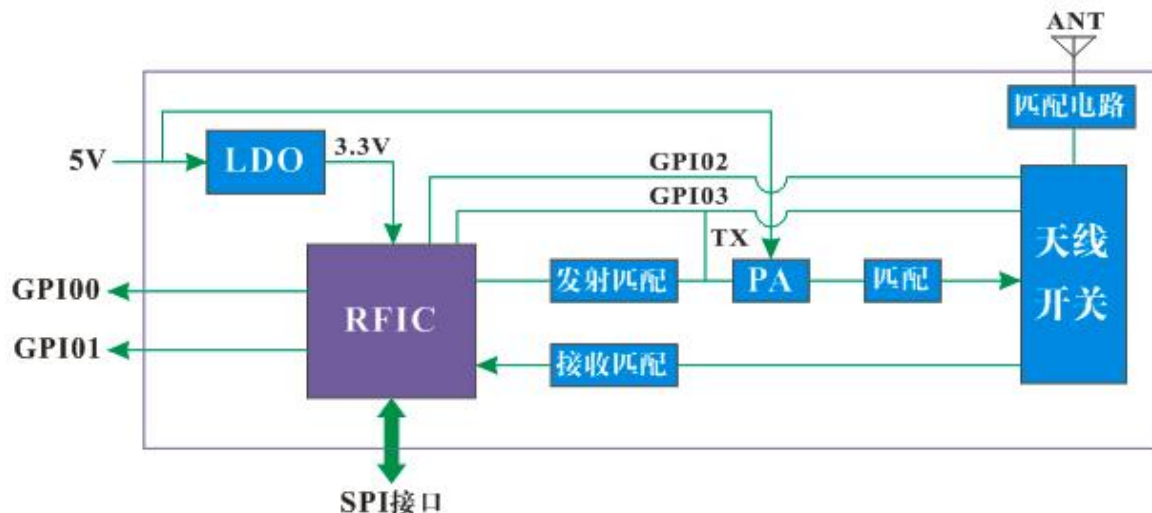 ANT
匹配电路
5V
LDO
3.3V
GPI02
GPI03
天线
开关
TX
发射匹配
PA
匹配
GPI00
RFIC
GPI01
接收匹配
SPI接口